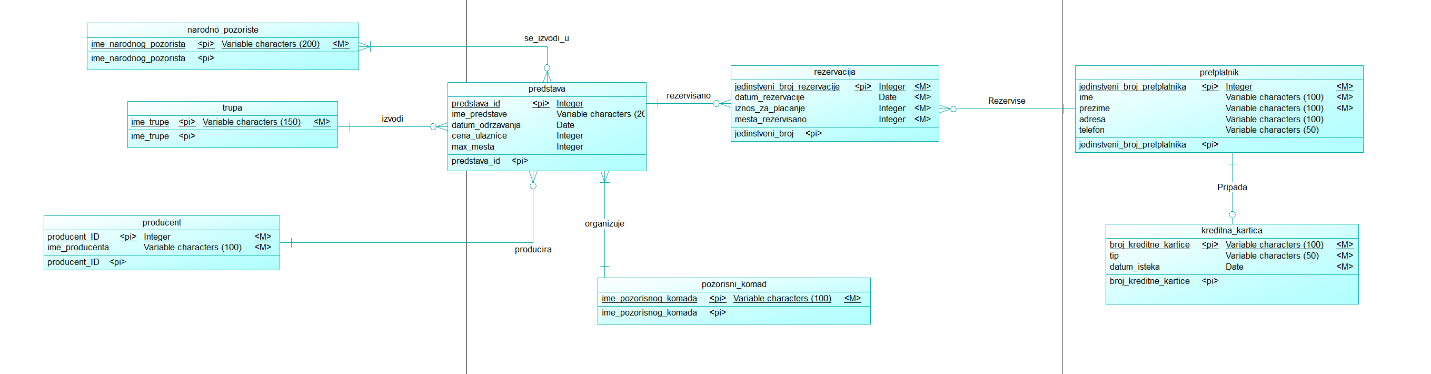 narodno_pozoriste
ime_narodnog_pozorista <pi> Variable characters (200) <M>
ime_narodnog_pozorista <pi>
se_izvodi_u
trupa
ime_trupe <pi> Variable characters (150) <M>
ime_trupe <pi>
izvodi
producent
producent_ID <pi> Integer <M>
ime_producenta Variable characters (100) <M>
producent_ID <pi>
producira
predstava
predstava_id <pi> Integer
ime_predstave Variable characters (20
datum_odrzavanja Date
cena_ulaznice Integer
max_mesta Integer
predstava_id <pi>
organizuje
pozorisni_komad
ime_pozorisnog_komada <pi> Variable characters (100) <M>
ime_pozorisnog_komada <pi>
rezervisano
rezervacija
jedinstveni_broj_rezervacije <pi> Integer <M>
datum_rezervacije Date <M>
iznos_za_placanje Integer <M>
mesta_rezervisano Integer <M>
jedinstveni_broj <pi>
Rezervise
pretplatnik
jedinstveni_broj_pretplatnika <pi> Integer <M>
ime Variable characters (100) <M>
prezime Variable characters (100) <M>
adresa Variable characters (100) <M>
telefon Variable characters (50)
jedinstveni_broj_pretplatnika <pi>
Pripada
kreditna_kartica
broj_kreditne_kartice <pi> Variable characters (100) <M>
tip Variable characters (50) <M>
datum_isteka Date <M>
broj_kreditne_kartice <pi>